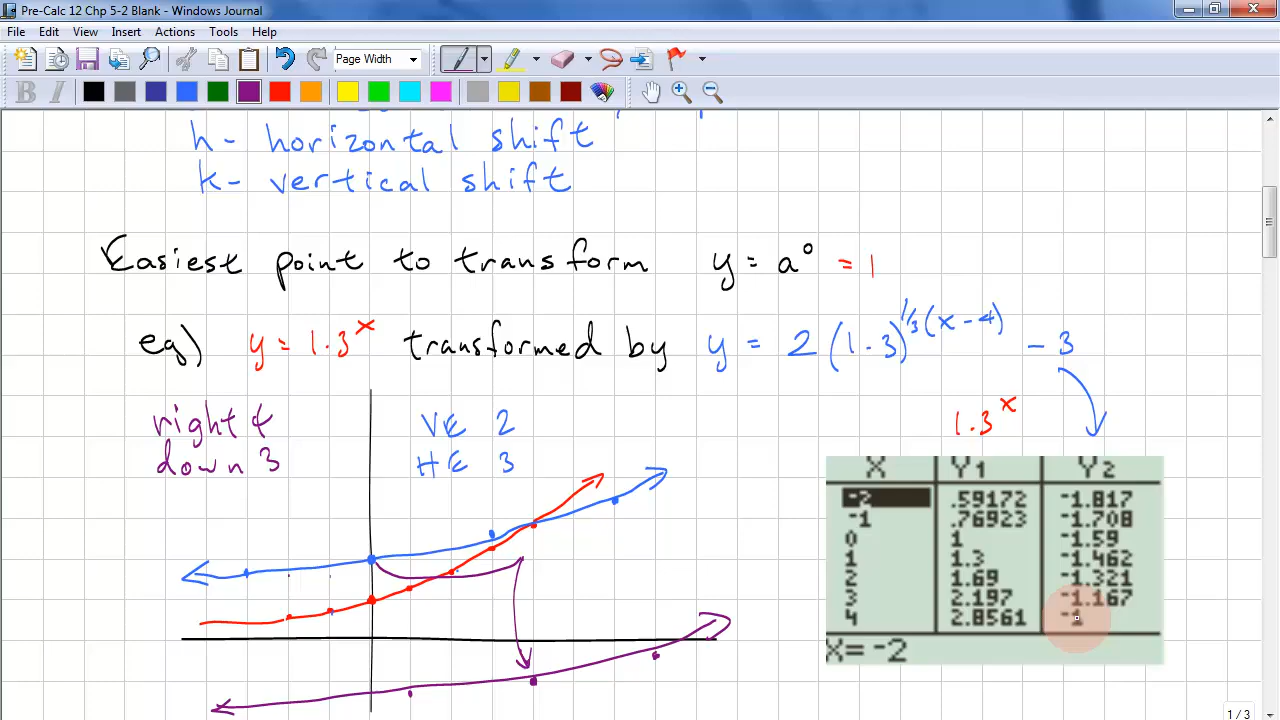 Pre-Calc 12 Chp 5-2 Blank - Windows Journal
File Edit View Insert Actions Tools Help
Page Width
B I
h - horizontal shift
k - vertical shift
Easiest point to transform y = a⁰ = 1
eg) y = 1.3ˣ transformed by y = 2(1.3)^(1/3(x-4)) - 3
right 4
down 3
VE 2
HE 3
1.3ˣ
X Y1 Y2
-2 .59172 -1.817
-1 .76923 -1.708
0 1 -1.59
1 1.3 -1.462
2 1.69 -1.321
3 2.197 -1.167
4 2.8561 -1
X= -2
1 / 3